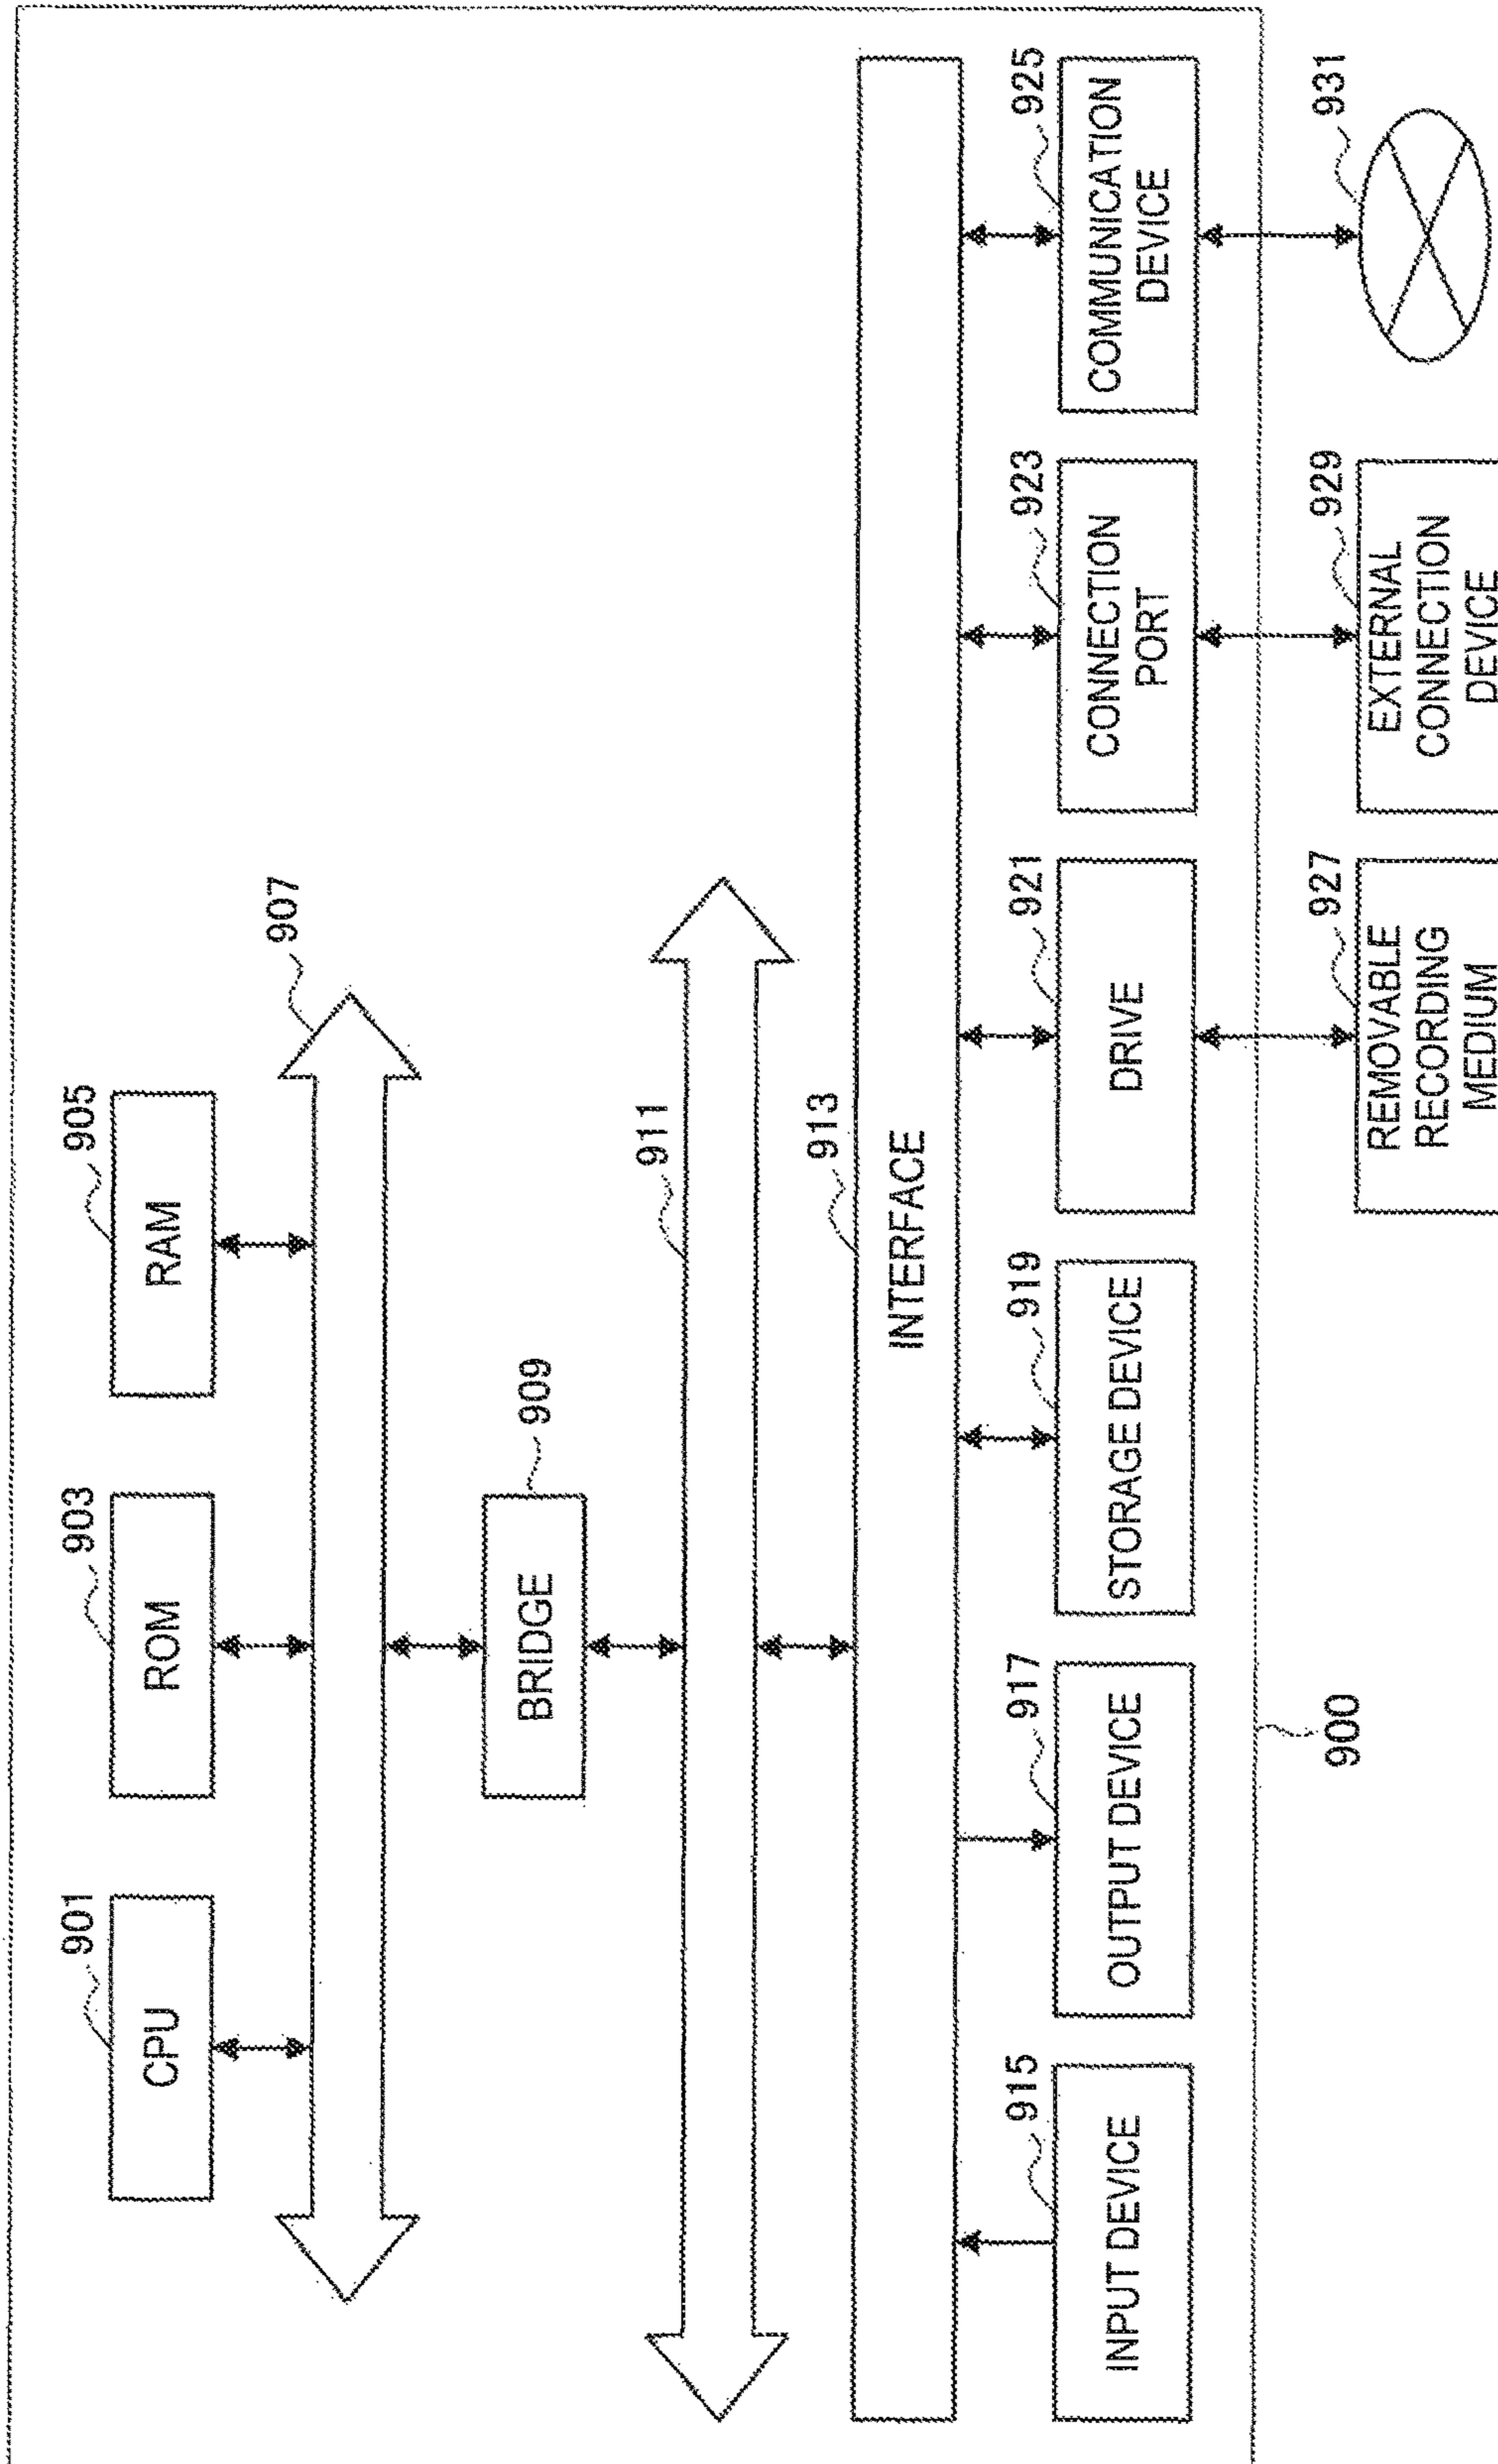 901
903
905
CPU
ROM
RAM
907
909
BRIDGE
911
913
INTERFACE
915
917
919
921
923
925
INPUT DEVICE
OUTPUT DEVICE
STORAGE DEVICE
DRIVE
CONNECTION
PORT
COMMUNICATION
DEVICE
900
927
929
931
REMOVABLE
RECORDING
MEDIUM
EXTERNAL
CONNECTION
DEVICE